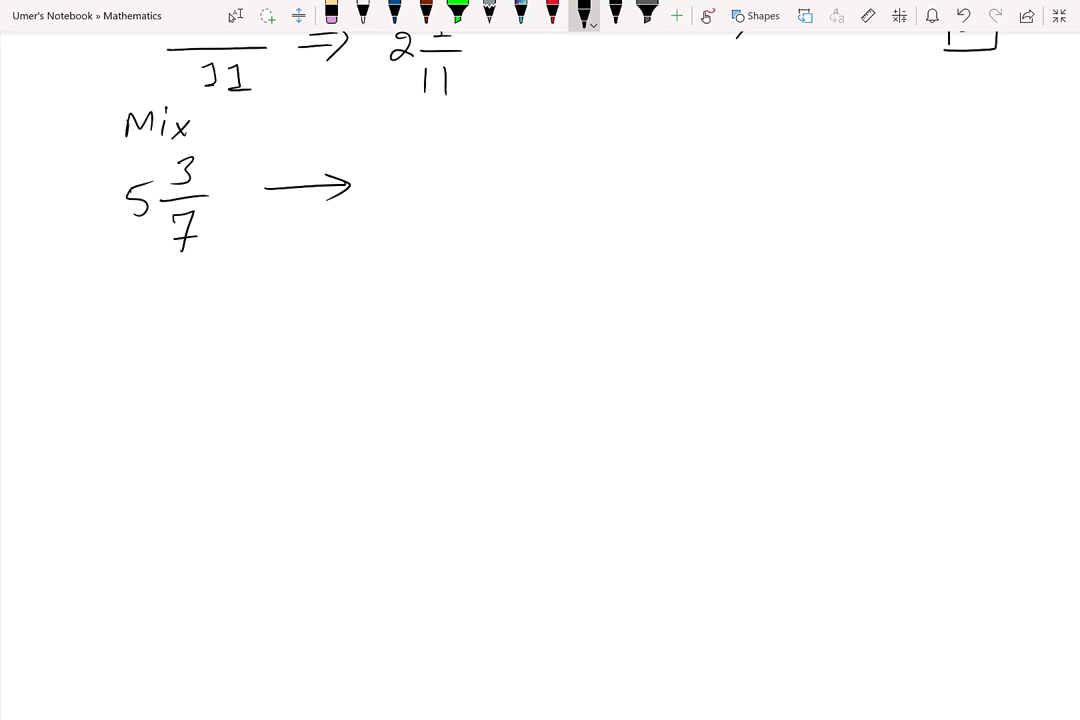 Umer's Notebook » Mathematics
Shapes
11 ⇒ 2 /11
Mix
5 3/7 →